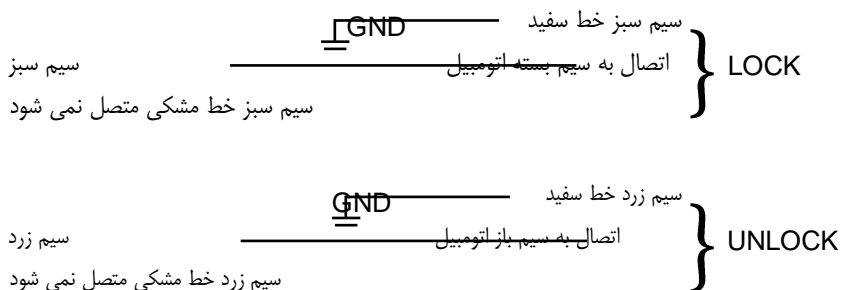 سیم سبز خط سفید GND
LOCK
سیم سبز اتصال به سیم بسته اتومبیل
سیم سبز خط مشکی متصل نمی شود
سیم زرد خط سفید GND
UNLOCK
سیم زرد اتصال به سیم باز اتومبیل
سیم زرد خط مشکی متصل نمی شود